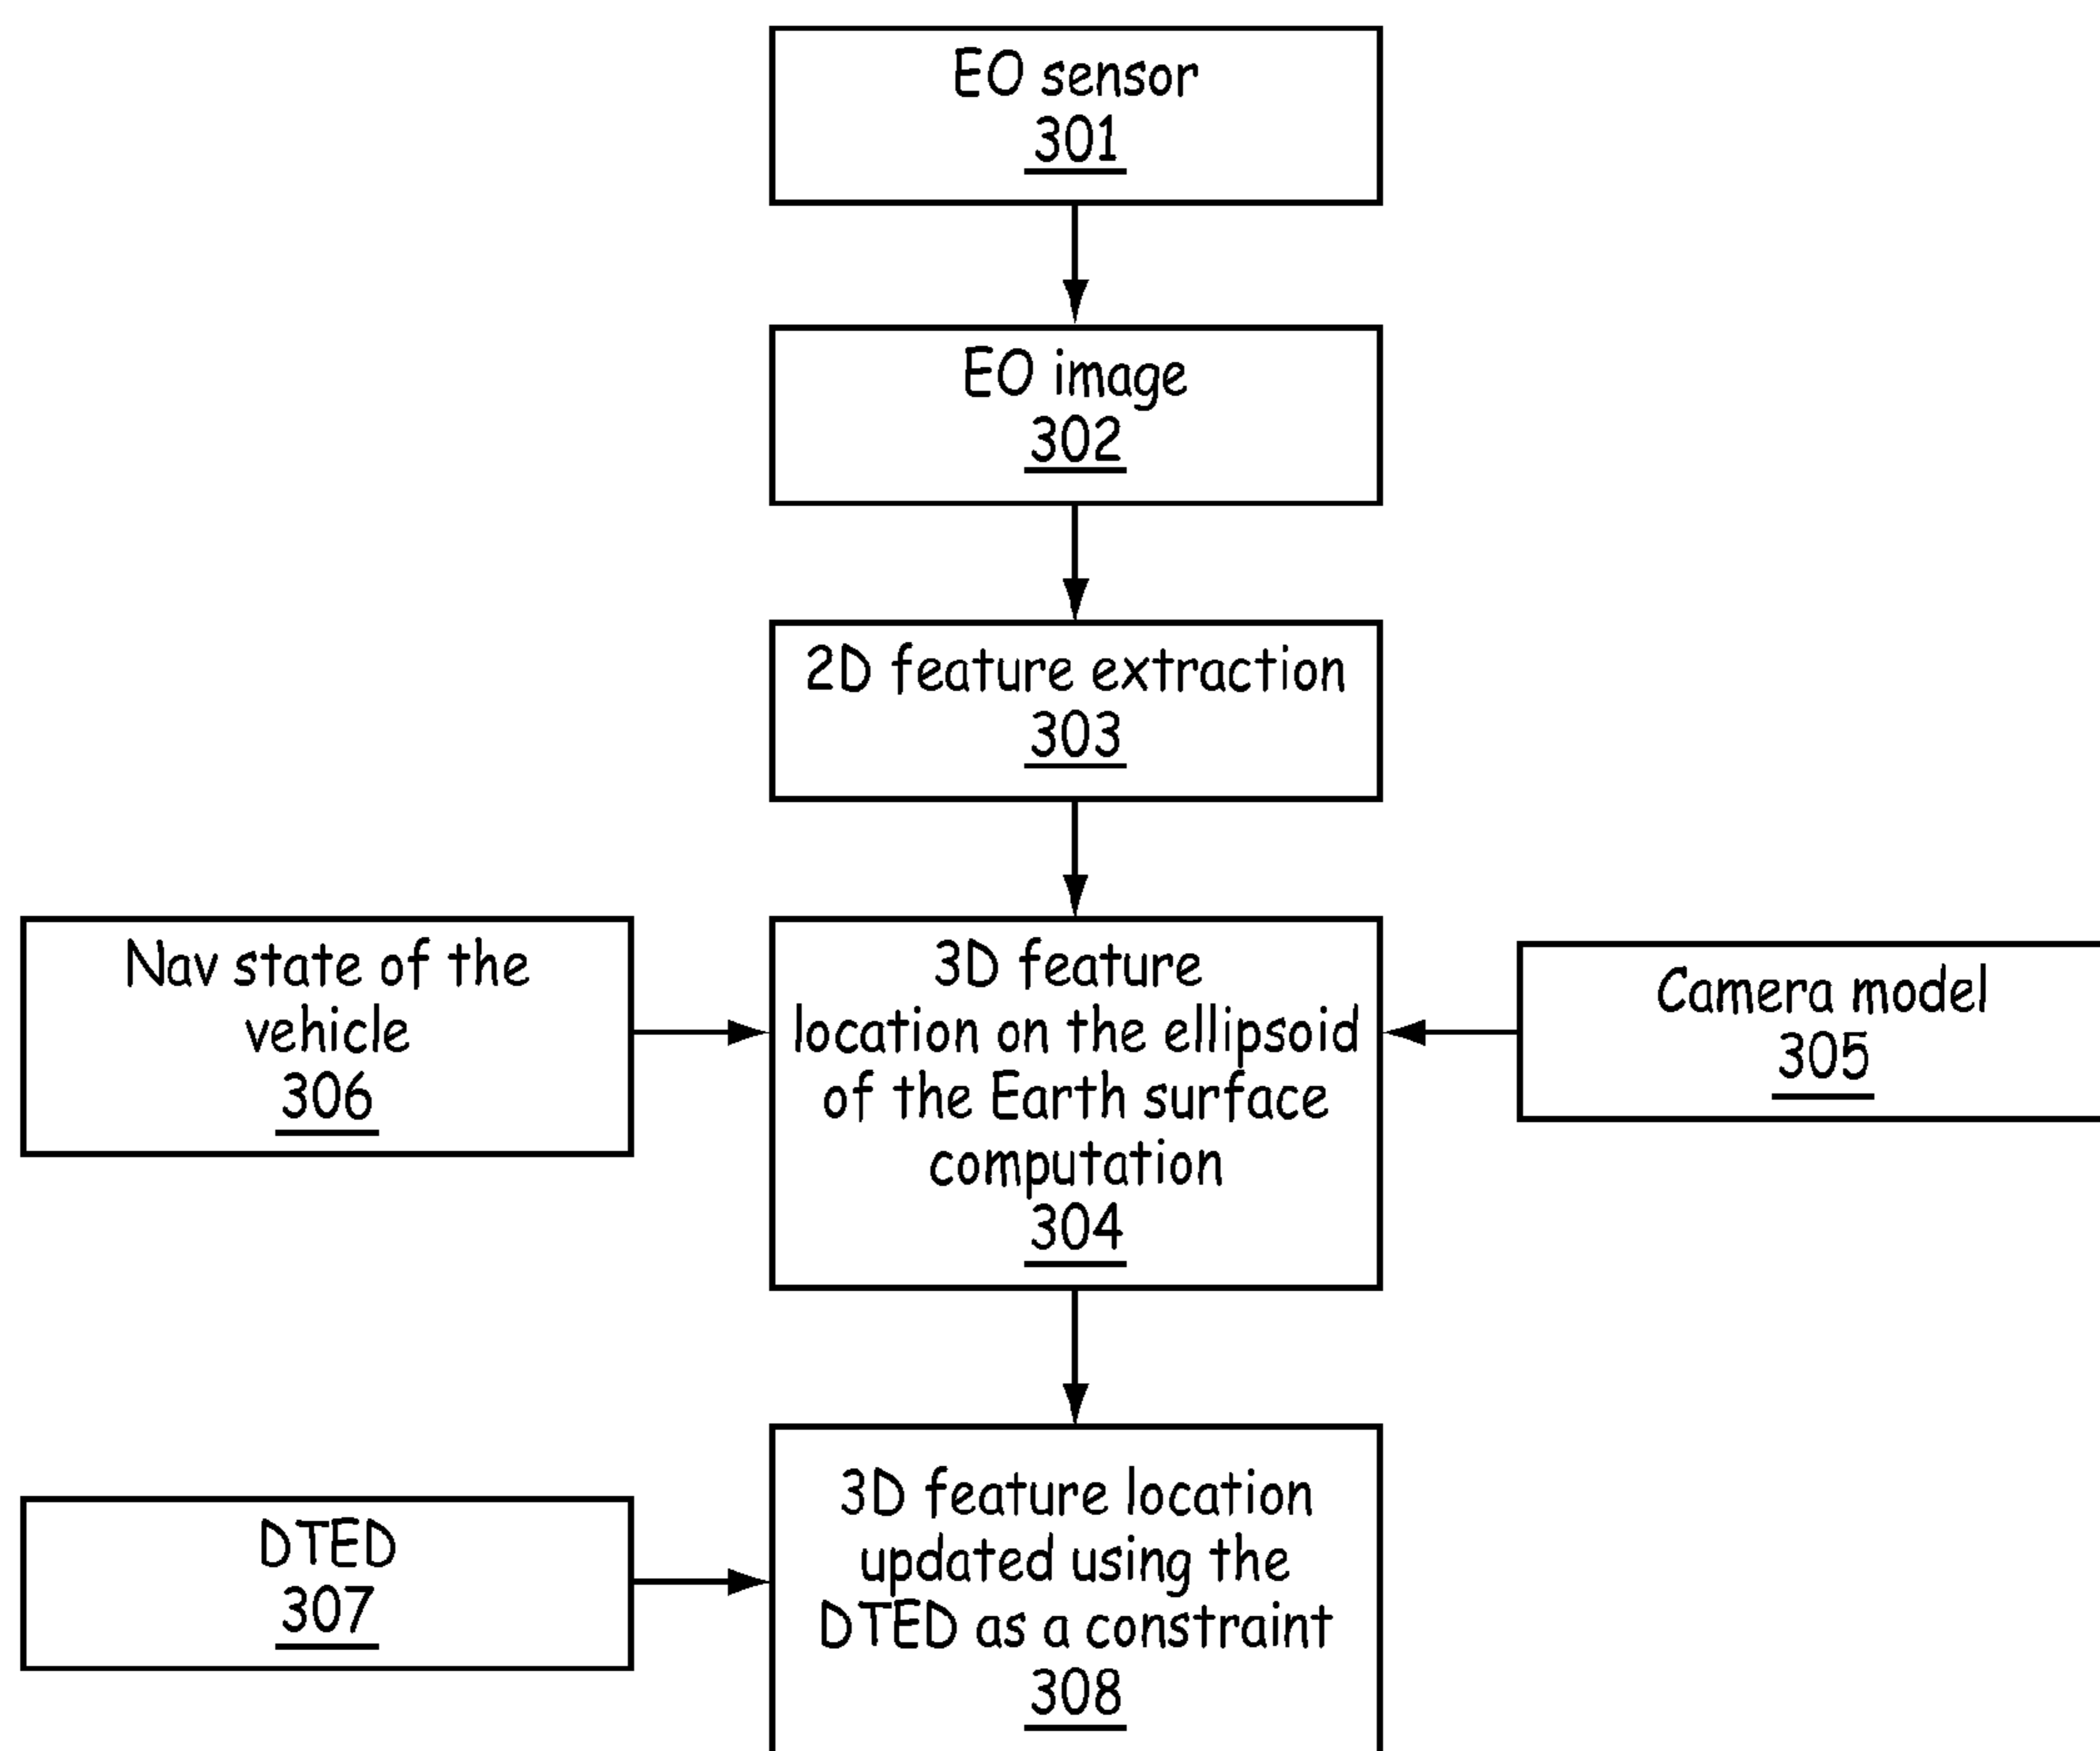 EO sensor
301
EO image
302
2D feature extraction
303
Nav state of the
vehicle
306
3D feature
location on the ellipsoid
of the Earth surface
computation
304
Camera model
305
DTED
307
3D feature location
updated using the
DTED as a constraint
308